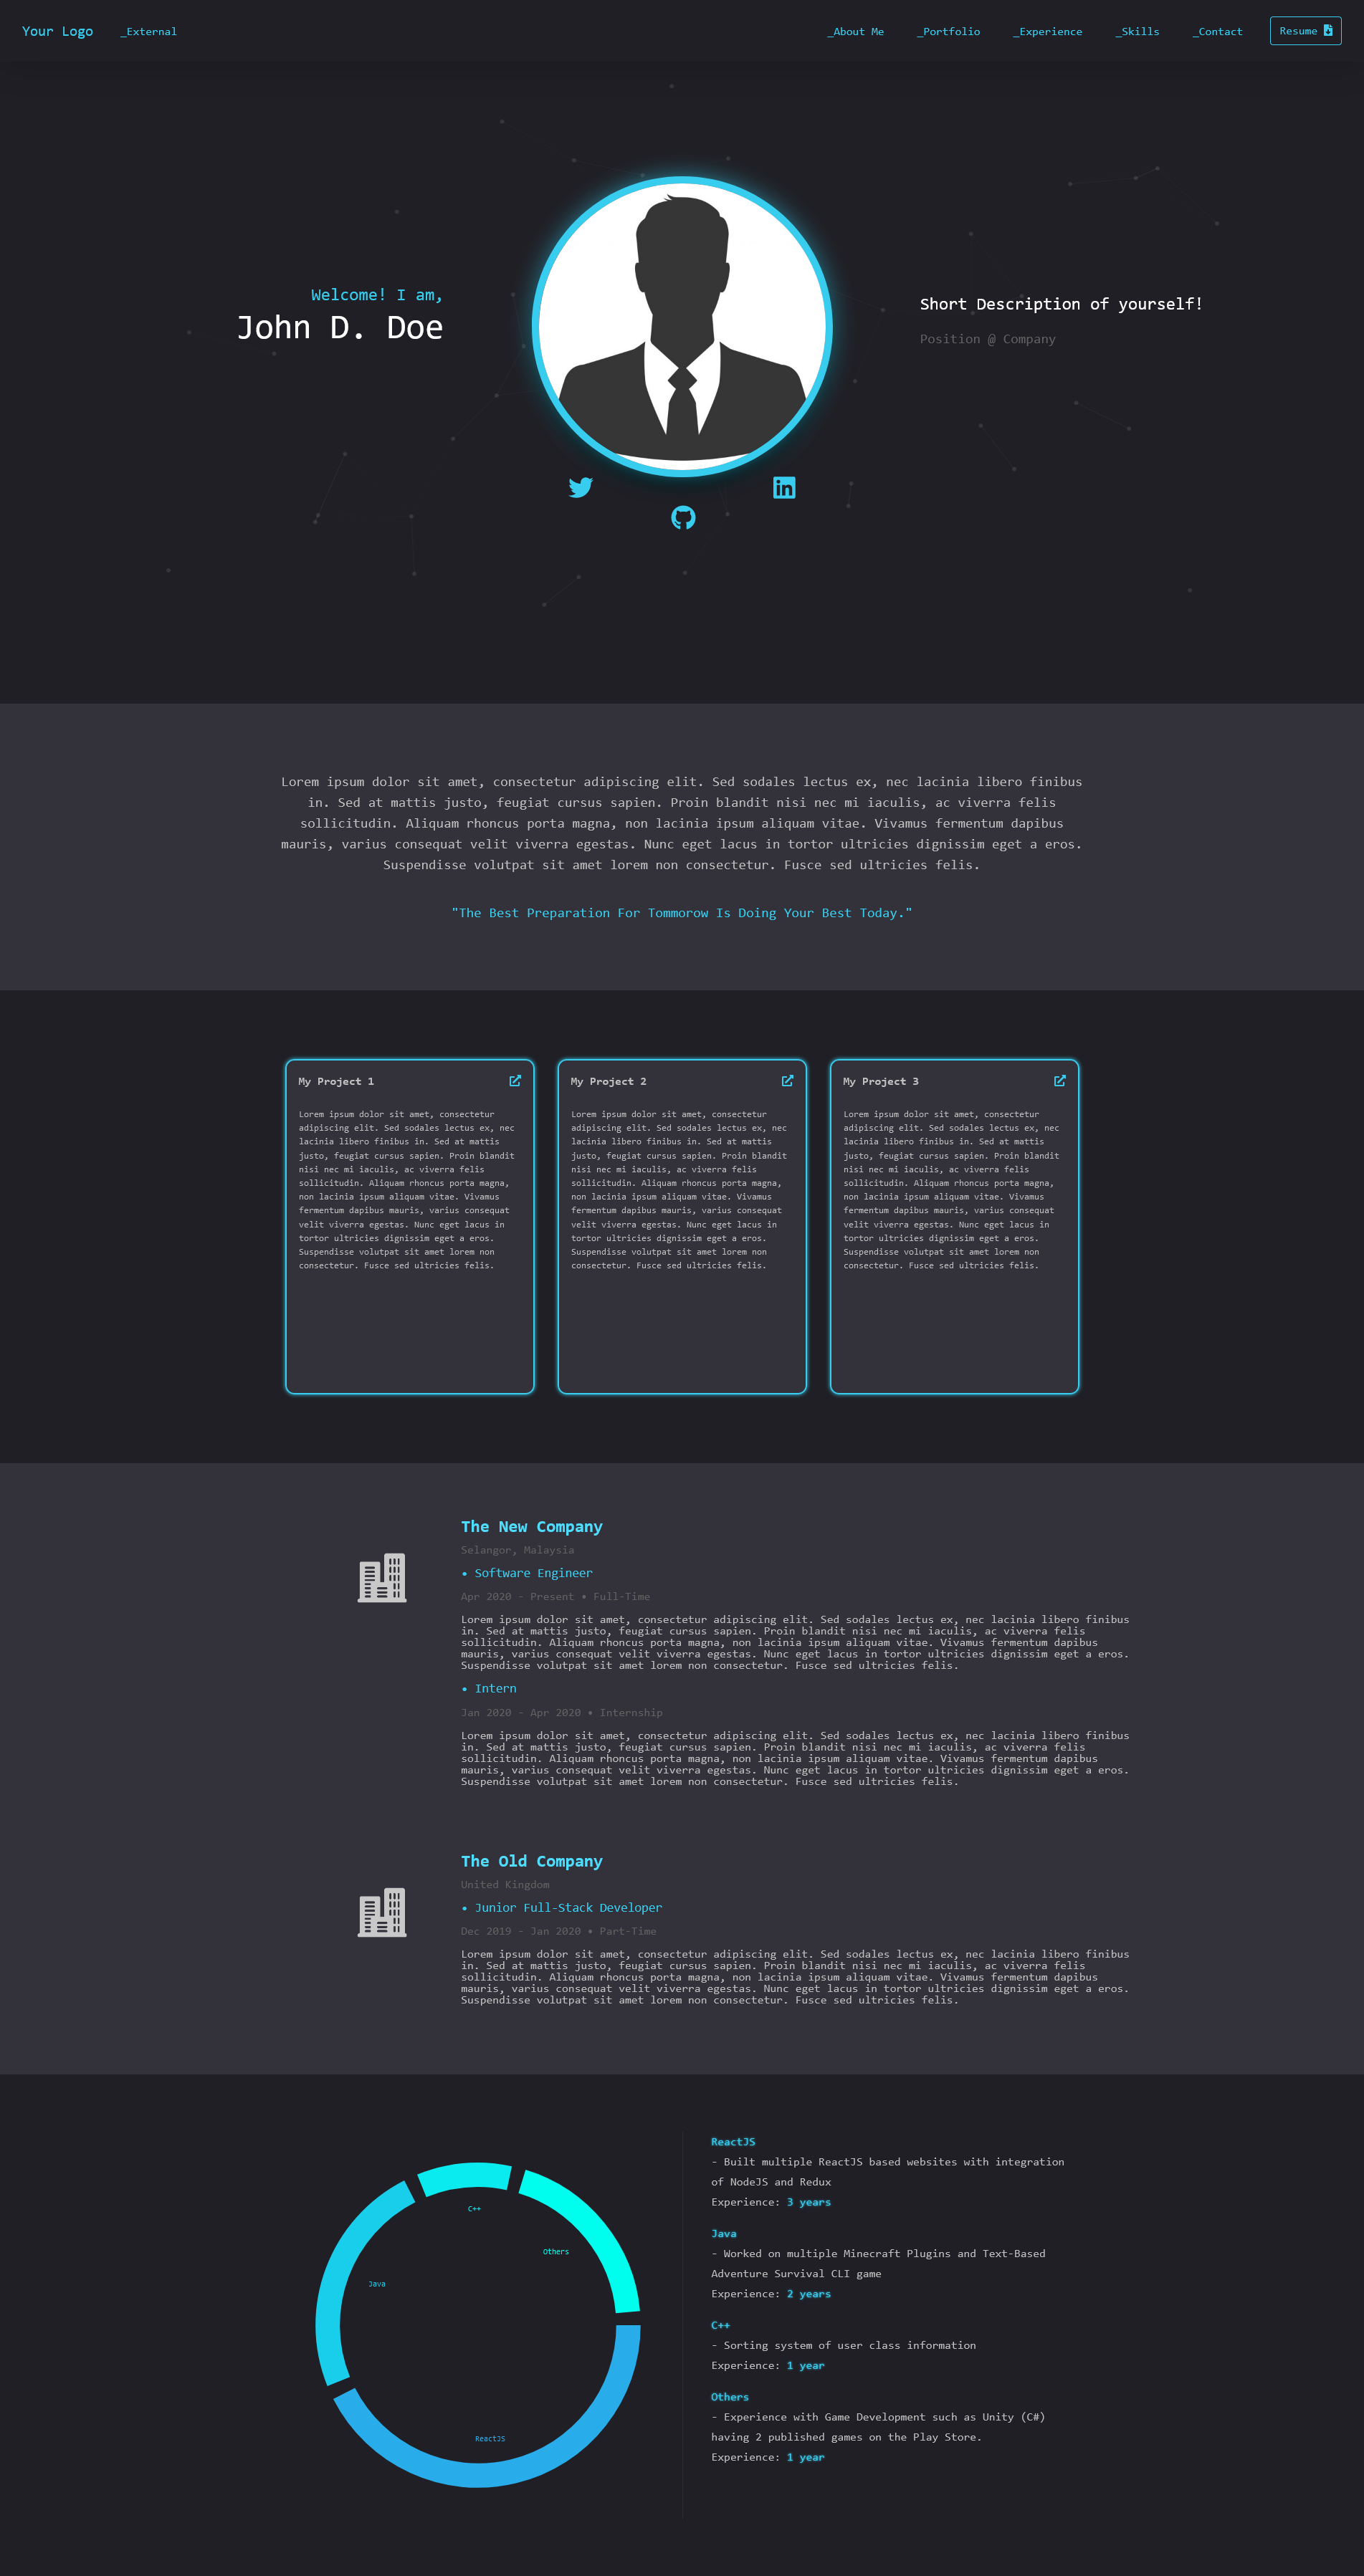 Your Logo
_External
_About Me
_Portfolio
_Experience
_Skills
_Contact
Resume
Welcome! I am,
John D. Doe
Short Description of yourself!
Position @ Company
Lorem ipsum dolor sit amet, consectetur adipiscing elit. Sed sodales lectus ex, nec lacinia libero finibus
in. Sed at mattis justo, feugiat cursus sapien. Proin blandit nisi nec mi iaculis, ac viverra felis
sollicitudin. Aliquam rhoncus porta magna, non lacinia ipsum aliquam vitae. Vivamus fermentum dapibus
mauris, varius consequat velit viverra egestas. Nunc eget lacus in tortor ultricies dignissim eget a eros.
Suspendisse volutpat sit amet lorem non consectetur. Fusce sed ultricies felis.
"The Best Preparation For Tommorow Is Doing Your Best Today."
My Project 1
Lorem ipsum dolor sit amet, consectetur
adipiscing elit. Sed sodales lectus ex, nec
lacinia libero finibus in. Sed at mattis
justo, feugiat cursus sapien. Proin blandit
nisi nec mi iaculis, ac viverra felis
sollicitudin. Aliquam rhoncus porta magna,
non lacinia ipsum aliquam vitae. Vivamus
fermentum dapibus mauris, varius consequat
velit viverra egestas. Nunc eget lacus in
tortor ultricies dignissim eget a eros.
Suspendisse volutpat sit amet lorem non
consectetur. Fusce sed ultricies felis.
My Project 2
Lorem ipsum dolor sit amet, consectetur
adipiscing elit. Sed sodales lectus ex, nec
lacinia libero finibus in. Sed at mattis
justo, feugiat cursus sapien. Proin blandit
nisi nec mi iaculis, ac viverra felis
sollicitudin. Aliquam rhoncus porta magna,
non lacinia ipsum aliquam vitae. Vivamus
fermentum dapibus mauris, varius consequat
velit viverra egestas. Nunc eget lacus in
tortor ultricies dignissim eget a eros.
Suspendisse volutpat sit amet lorem non
consectetur. Fusce sed ultricies felis.
My Project 3
Lorem ipsum dolor sit amet, consectetur
adipiscing elit. Sed sodales lectus ex, nec
lacinia libero finibus in. Sed at mattis
justo, feugiat cursus sapien. Proin blandit
nisi nec mi iaculis, ac viverra felis
sollicitudin. Aliquam rhoncus porta magna,
non lacinia ipsum aliquam vitae. Vivamus
fermentum dapibus mauris, varius consequat
velit viverra egestas. Nunc eget lacus in
tortor ultricies dignissim eget a eros.
Suspendisse volutpat sit amet lorem non
consectetur. Fusce sed ultricies felis.
The New Company
Selangor, Malaysia
• Software Engineer
Apr 2020 - Present • Full-Time
Lorem ipsum dolor sit amet, consectetur adipiscing elit. Sed sodales lectus ex, nec lacinia libero finibus
in. Sed at mattis justo, feugiat cursus sapien. Proin blandit nisi nec mi iaculis, ac viverra felis
sollicitudin. Aliquam rhoncus porta magna, non lacinia ipsum aliquam vitae. Vivamus fermentum dapibus
mauris, varius consequat velit viverra egestas. Nunc eget lacus in tortor ultricies dignissim eget a eros.
Suspendisse volutpat sit amet lorem non consectetur. Fusce sed ultricies felis.
• Intern
Jan 2020 - Apr 2020 • Internship
Lorem ipsum dolor sit amet, consectetur adipiscing elit. Sed sodales lectus ex, nec lacinia libero finibus
in. Sed at mattis justo, feugiat cursus sapien. Proin blandit nisi nec mi iaculis, ac viverra felis
sollicitudin. Aliquam rhoncus porta magna, non lacinia ipsum aliquam vitae. Vivamus fermentum dapibus
mauris, varius consequat velit viverra egestas. Nunc eget lacus in tortor ultricies dignissim eget a eros.
Suspendisse volutpat sit amet lorem non consectetur. Fusce sed ultricies felis.
The Old Company
United Kingdom
• Junior Full-Stack Developer
Dec 2019 - Jan 2020 • Part-Time
Lorem ipsum dolor sit amet, consectetur adipiscing elit. Sed sodales lectus ex, nec lacinia libero finibus
in. Sed at mattis justo, feugiat cursus sapien. Proin blandit nisi nec mi iaculis, ac viverra felis
sollicitudin. Aliquam rhoncus porta magna, non lacinia ipsum aliquam vitae. Vivamus fermentum dapibus
mauris, varius consequat velit viverra egestas. Nunc eget lacus in tortor ultricies dignissim eget a eros.
Suspendisse volutpat sit amet lorem non consectetur. Fusce sed ultricies felis.
C++
Others
Java
ReactJS
ReactJS
- Built multiple ReactJS based websites with integration
of NodeJS and Redux
Experience: 3 years
Java
- Worked on multiple Minecraft Plugins and Text-Based
Adventure Survival CLI game
Experience: 2 years
C++
- Sorting system of user class information
Experience: 1 year
Others
- Experience with Game Development such as Unity (C#)
having 2 published games on the Play Store.
Experience: 1 year